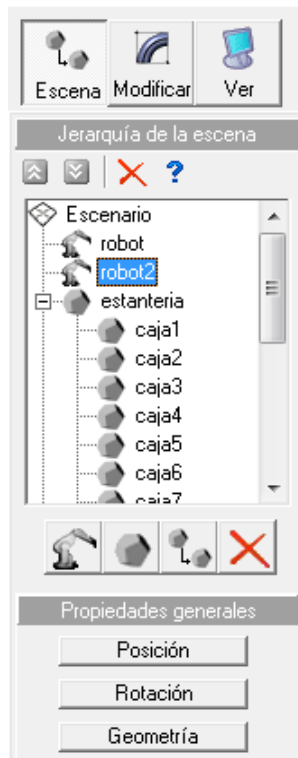 Escena Modificar Ver
Jerarquía de la escena
?
Escenario
robot
robot2
estanteria
caja1
caja2
caja3
caja4
caja5
caja6
caja7
Propiedades generales
Posición
Rotación
Geometría